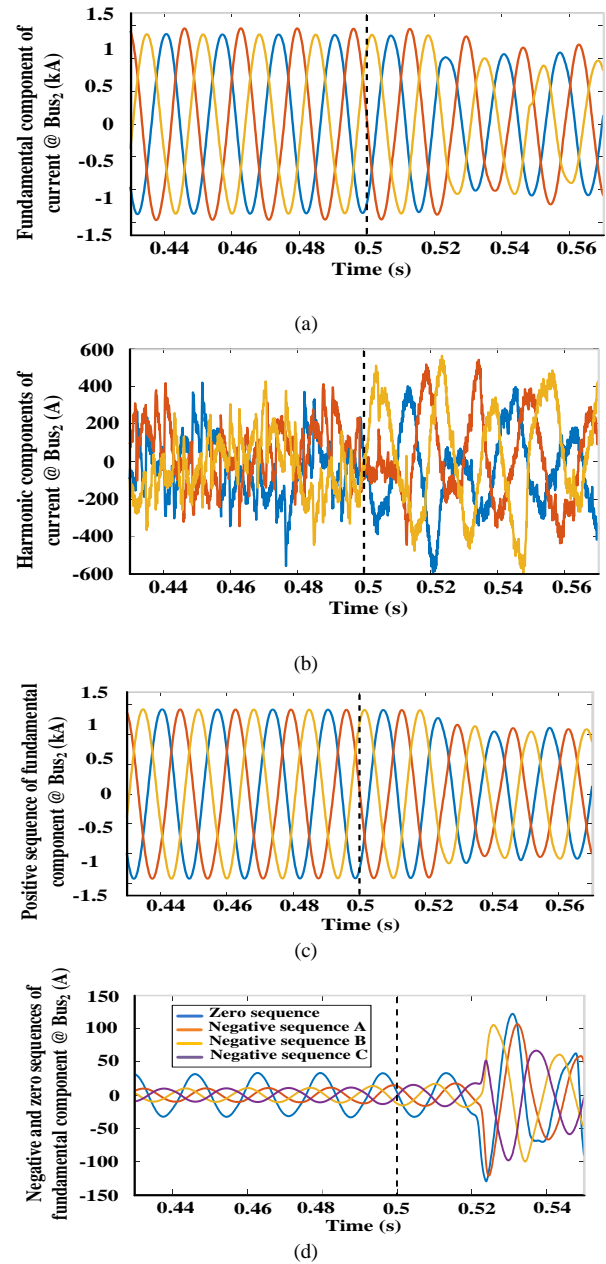 Fundamental component of
current @ Bus2 (kA)
1.5
1
0.5
0
-0.5
-1
-1.5
0.44 0.46 0.48 0.5 0.52 0.54 0.56
Time (s)
(a)
Harmonic components of
current @ Bus2 (A)
600
400
200
0
-200
-400
-600
0.44 0.46 0.48 0.5 0.52 0.54 0.56
Time (s)
(b)
Positive sequence of fundamental
component @ Bus2 (kA)
1.5
1
0.5
0
-0.5
-1
-1.5
0.44 0.46 0.48 0.5 0.52 0.54 0.56
Time (s)
(c)
Negative and zero sequences of
fundamental component @ Bus2 (A)
150
100
50
0
-50
-100
-150
Zero sequence
Negative sequence A
Negative sequence B
Negative sequence C
0.44 0.46 0.48 0.5 0.52 0.54
Time (s)
(d)